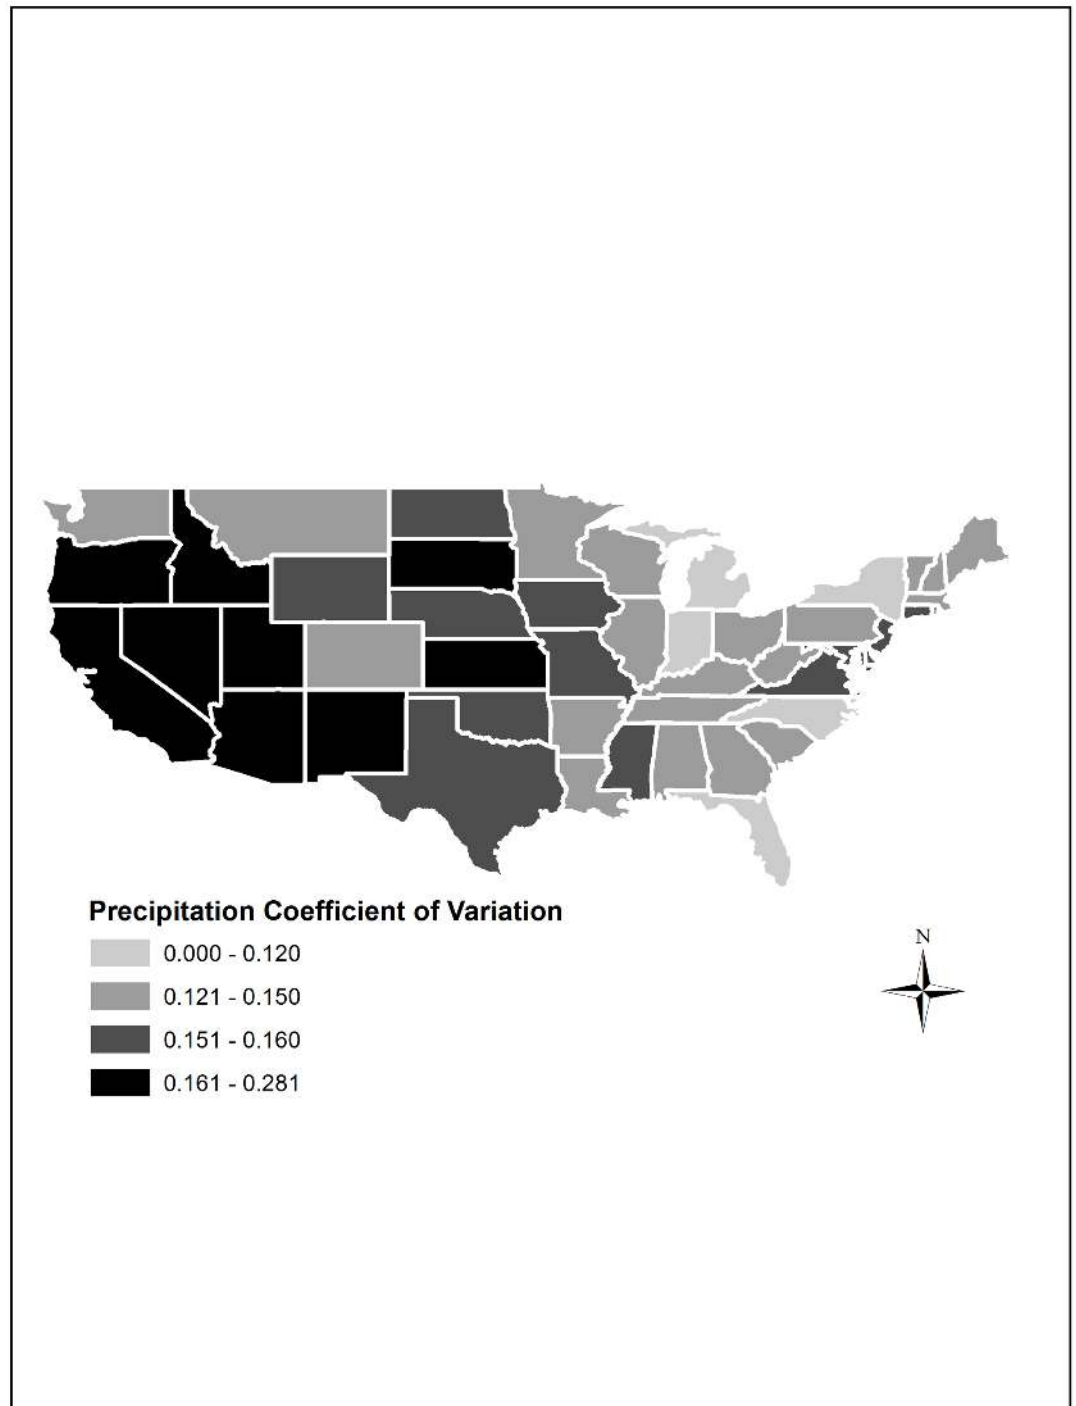 Precipitation Coefficient of Variation
0.000 - 0.120
0.121 - 0.150
0.151 - 0.160
0.161 - 0.281
N